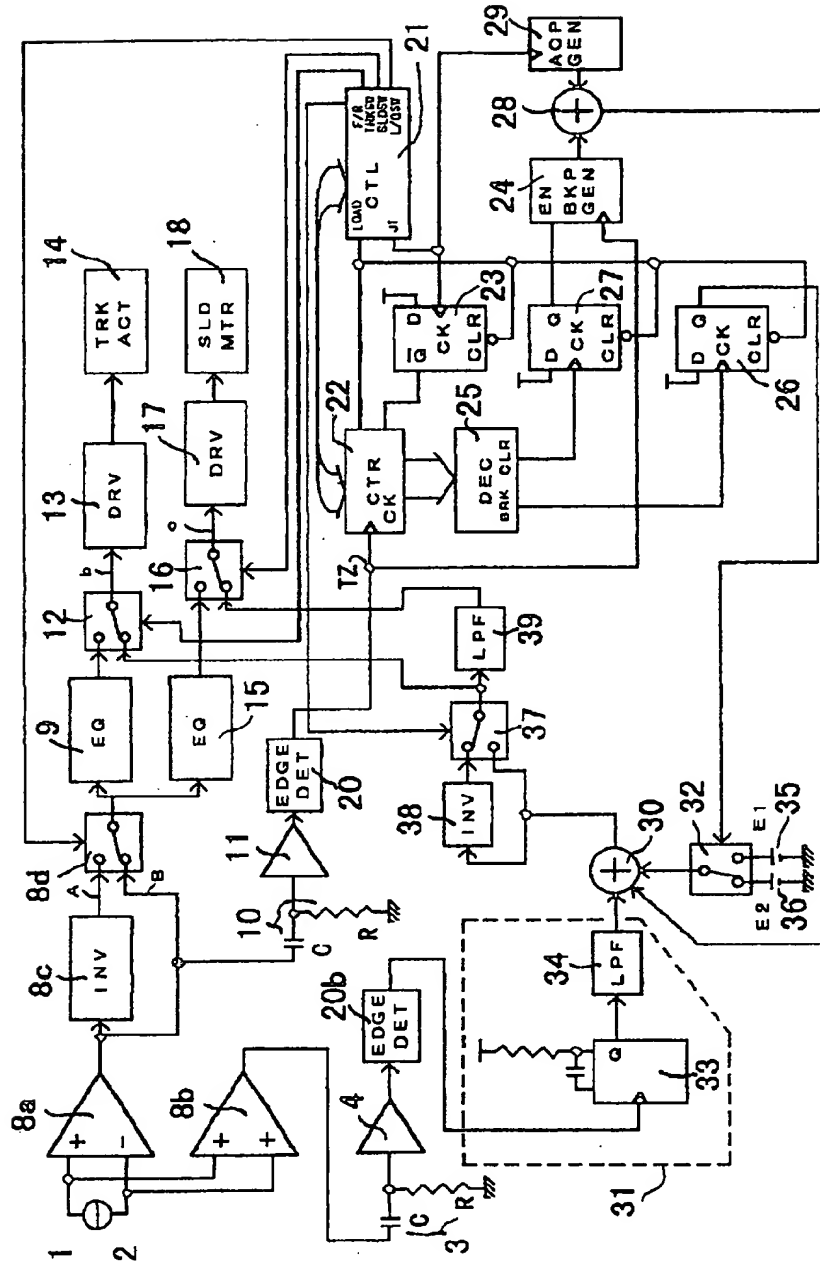 1
2
8a
+
-
8b
+
+
8c
INV
A
B
8d
9
EQ
15
EQ
12
b
13
DRV
14
TRK
ACT
16
c
17
DRV
18
SLD
MTR
3
C
R
4
20b
EDGE
DET
10
C
R
11
20
EDGE
DET
TZ
21
LOAD
CTL
JT
F/R
TRKSW
SLDSW
L/OSW
22
CTR
CK
23
D
Q
CK
CLR
24
EN
BKP
GEN
25
DEC
BRK
CLR
26
D
Q
CK
CLR
27
D
Q
CK
CLR
28
+
29
AOP
GEN
30
+
31
32
E1
E2
35
36
33
Q
34
LPF
37
38
INV
39
LPF